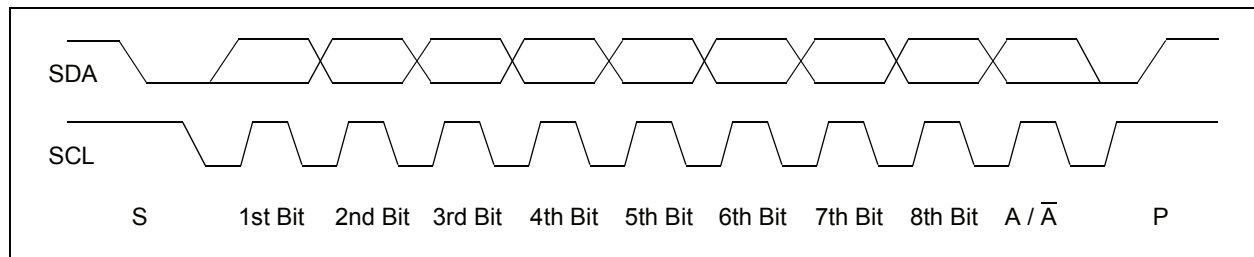 SDA
SCL
S 1st Bit 2nd Bit 3rd Bit 4th Bit 5th Bit 6th Bit 7th Bit 8th Bit A / A̅ P